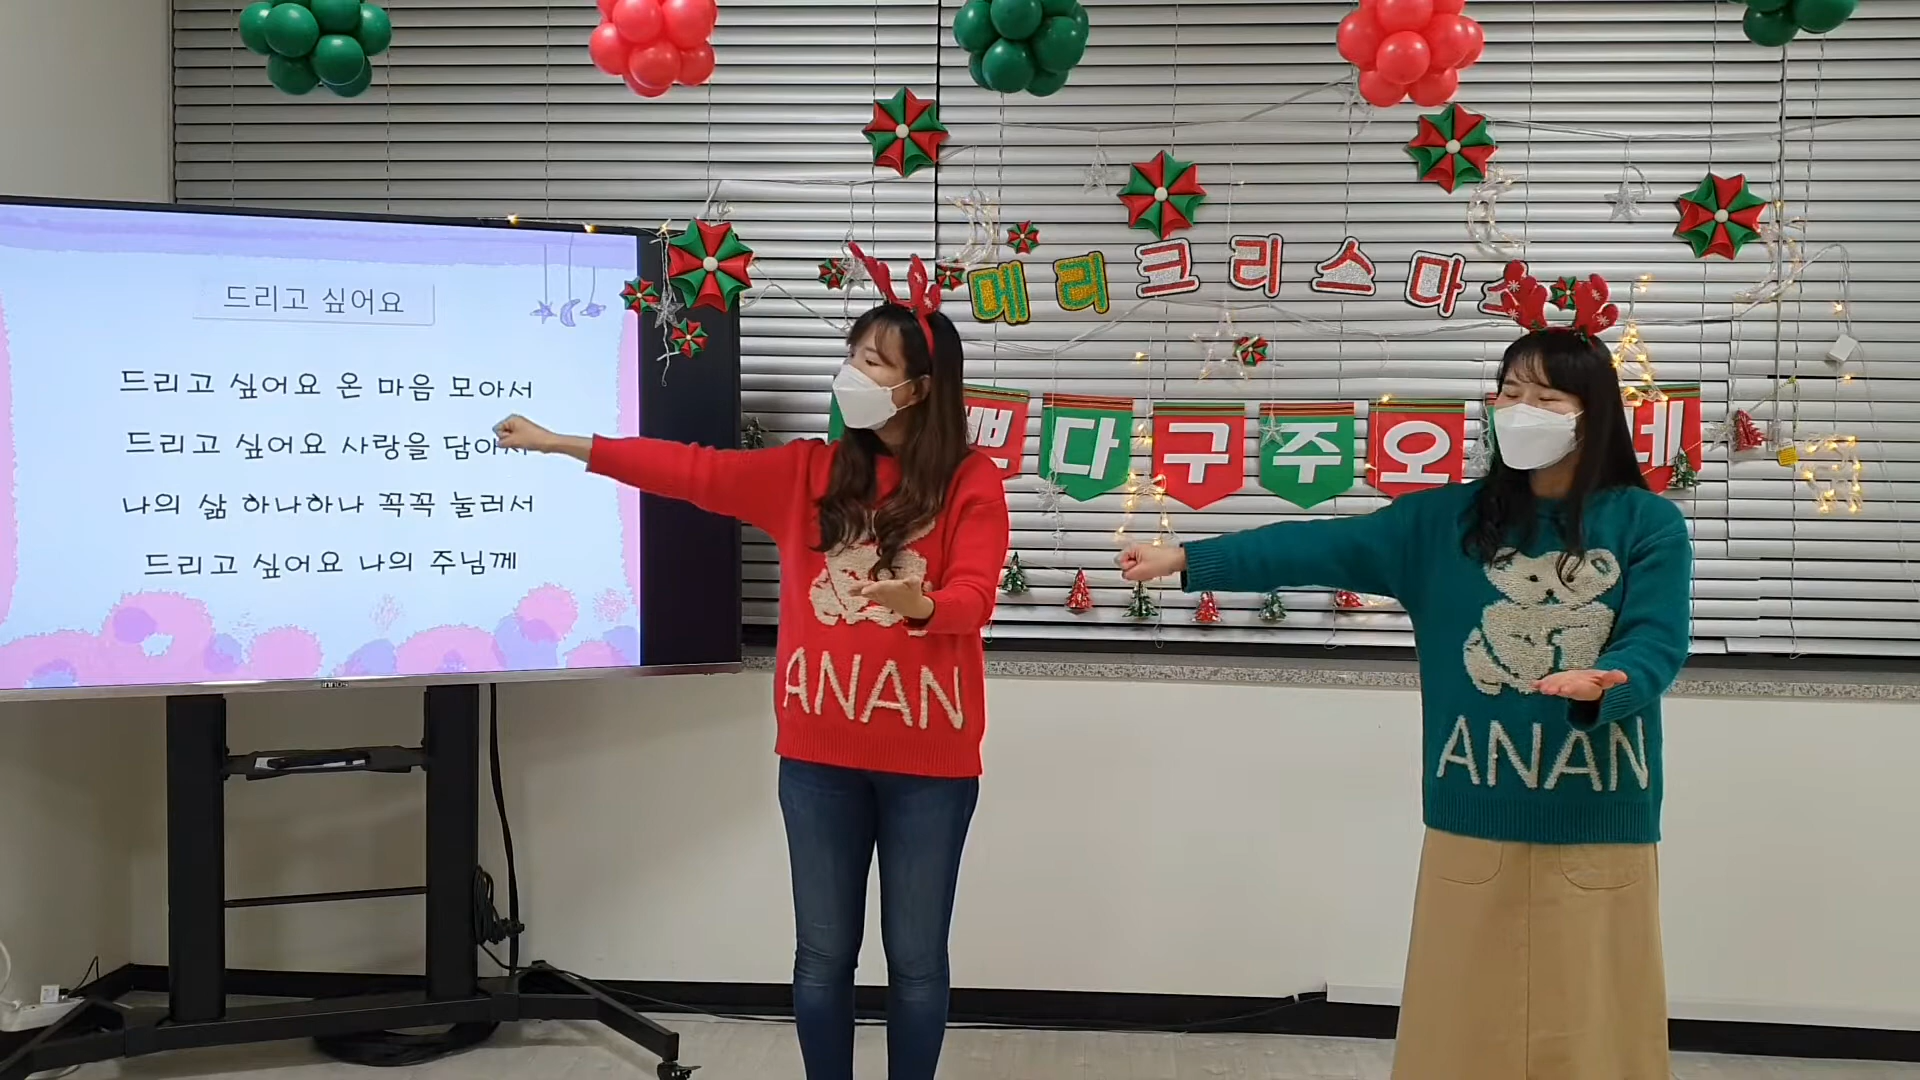 드리고 싶어요
드리고 싶어요 온 마음 모아서
드리고 싶어요 사랑을 담아서
나의 삶 하나하나 꼭꼭 눌러서
드리고 싶어요 나의 주님께
메리크리스마스
쁘다구주오 네
ANAN
ANAN
innos